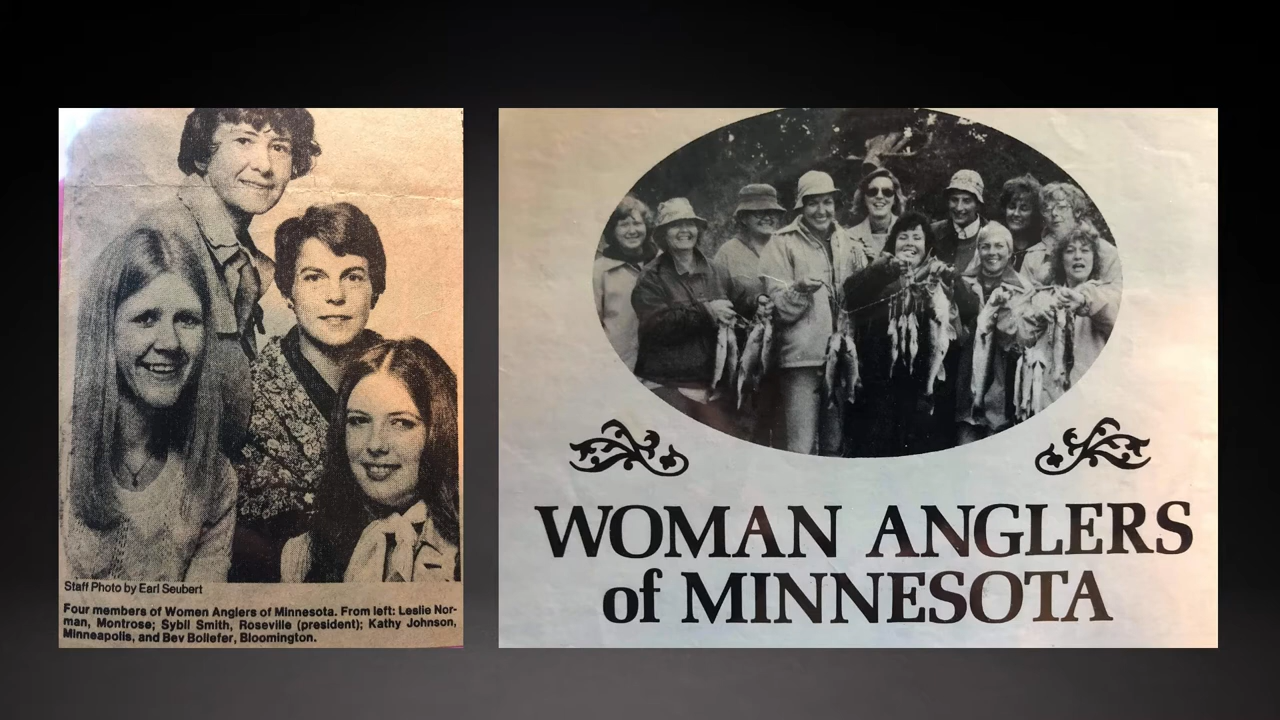 Staff Photo by Earl Seubert
Four members of Women Anglers of Minnesota. From left: Leslie Nor-
man, Montrose; Sybil Smith, Roseville (president); Kathy Johnson,
Minneapolis, and Bev Bollefer, Bloomington.
WOMAN ANGLERS
of MINNESOTA